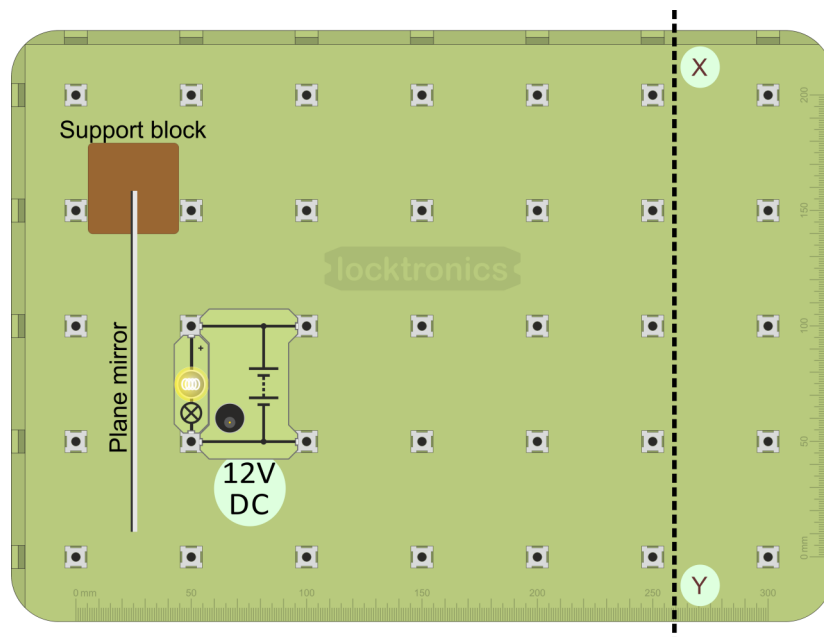 X
200
Support block
150
locktronics
Plane mirror
100
+
50
12V
DC
0 mm
Y
0 mm
50
100
150
200
250
300